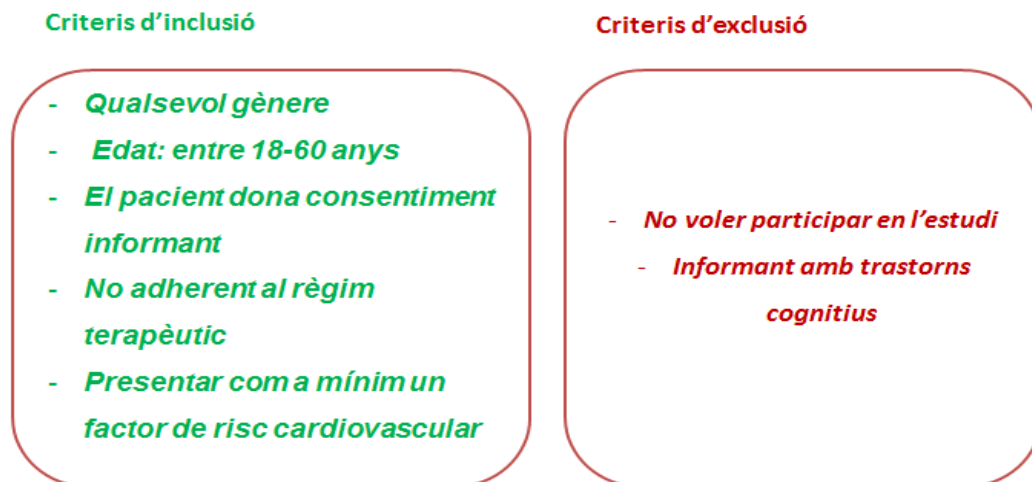 Criteris d’inclusió
- Qualsevol gènere
- Edat: entre 18-60 anys
- El pacient dona consentiment
informant
- No adherent al règim
terapèutic
- Presentar com a mínim un
factor de risc cardiovascular
Criteris d’exclusió
- No voler participar en l’estudi
- Informant amb trastorns
cognitius